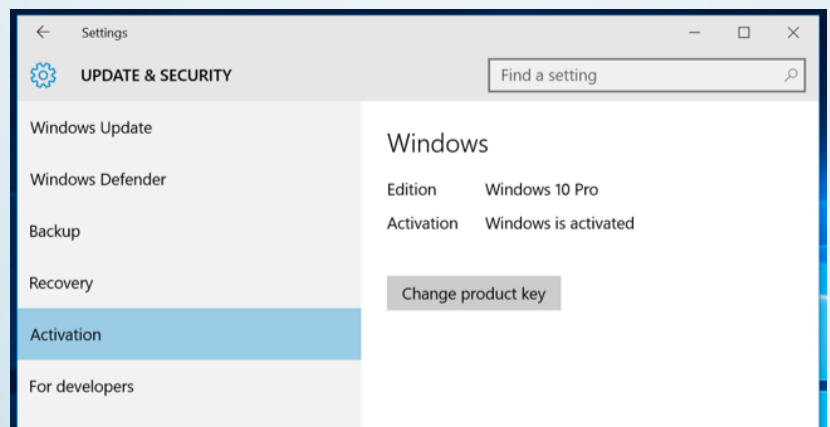 Settings
UPDATE & SECURITY
Find a setting
Windows Update
Windows Defender
Backup
Recovery
Activation
For developers
Windows
Edition Windows 10 Pro
Activation Windows is activated
Change product key